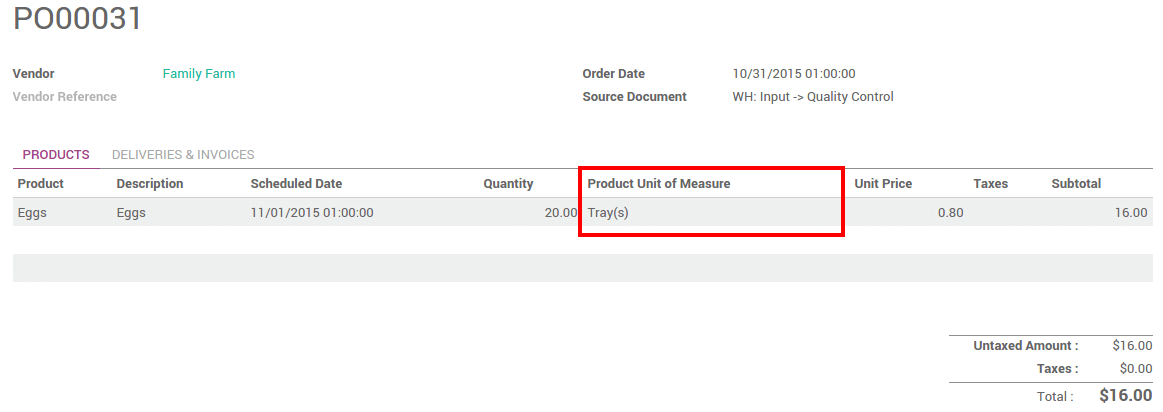 PO00031
Vendor Family Farm Order Date 10/31/2015 01:00:00
Vendor Reference Source Document WH: Input -> Quality Control
PRODUCTS DELIVERIES & INVOICES
Product Description Scheduled Date Quantity Product Unit of Measure Unit Price Taxes Subtotal
Eggs Eggs 11/01/2015 01:00:00 20.00 Tray(s) 0.80 16.00
Untaxed Amount : $16.00
Taxes : $0.00
Total : $16.00